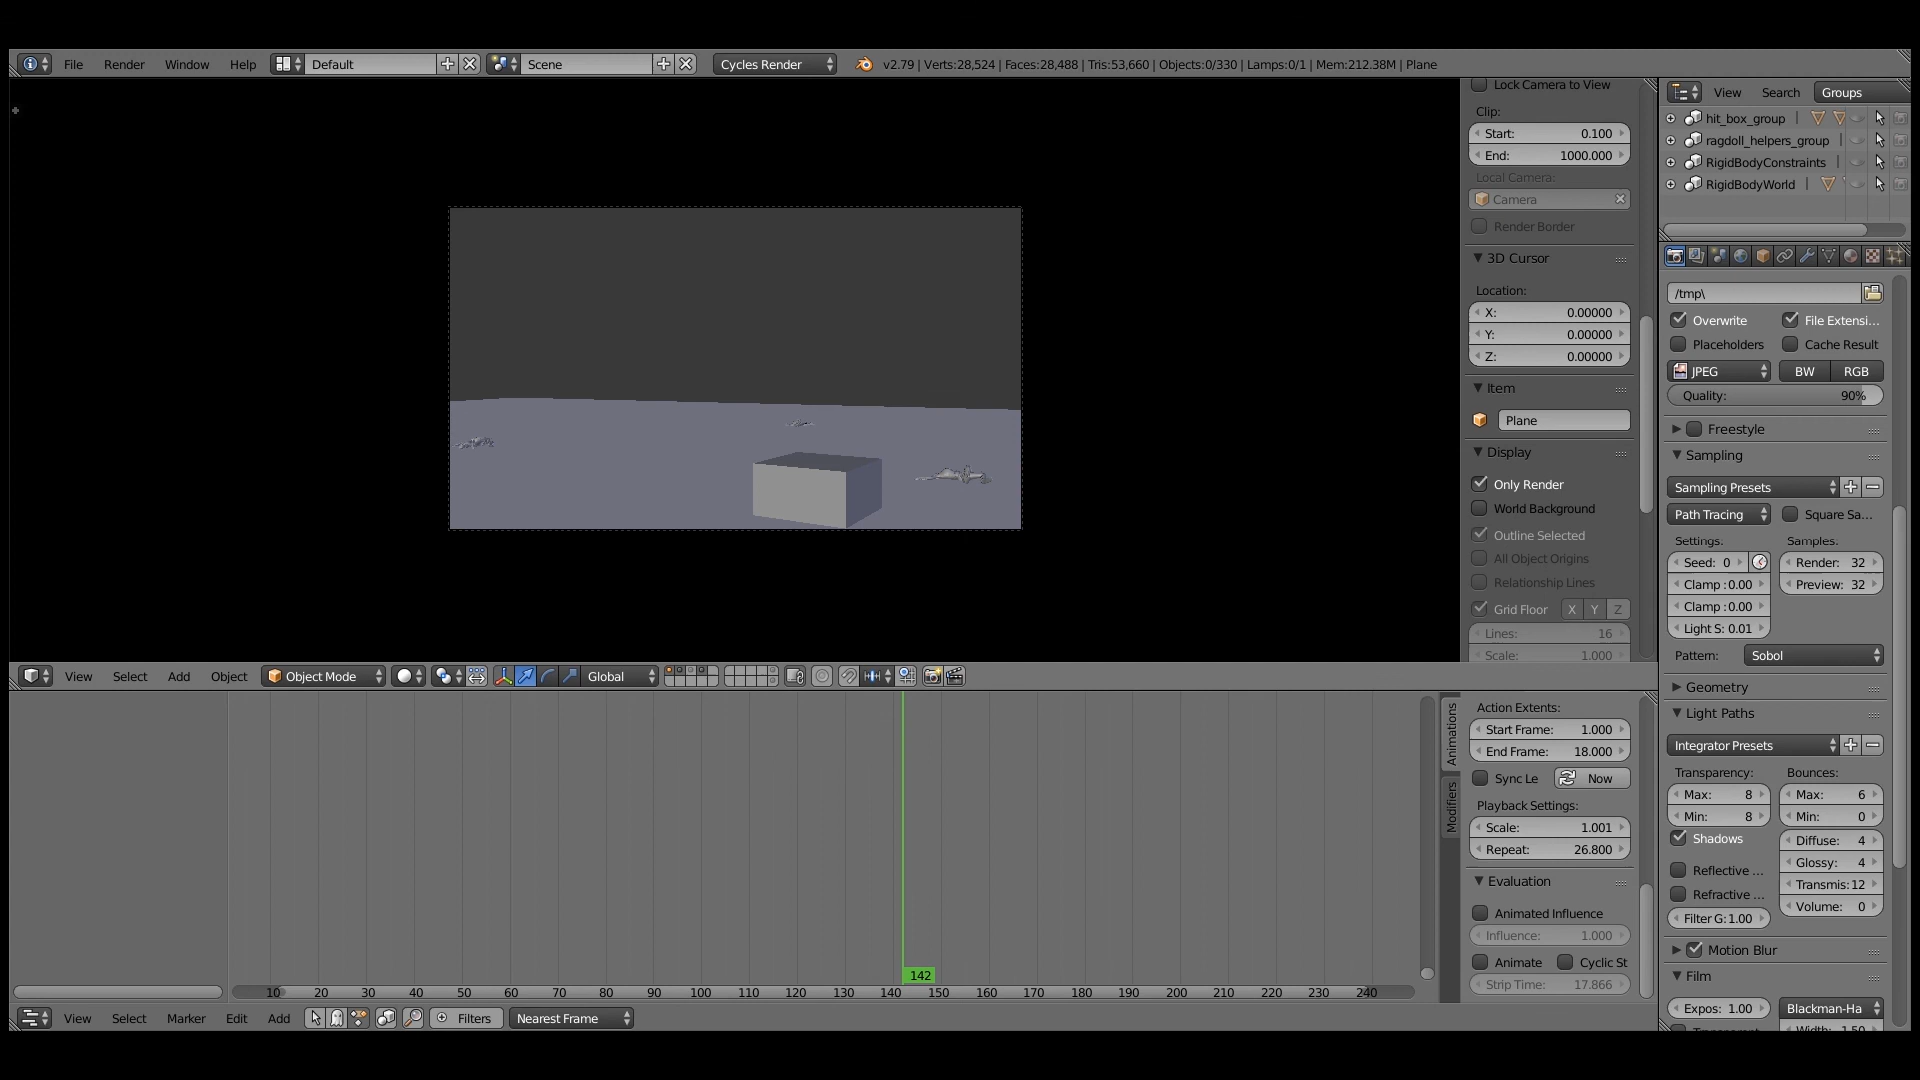 File Render Window Help Default Scene Cycles Render v2.79 | Verts:28,524 | Faces:28,488 | Tris:53,660 | Objects:0/330 | Lamps:0/1 | Mem:212.38M | Plane
Lock Camera to View
Clip:
Start: 0.100
End: 1000.000
Local Camera:
Camera
Render Border
3D Cursor
Location:
X: 0.00000
Y: 0.00000
Z: 0.00000
Item
Plane
Display
Only Render
World Background
Outline Selected
All Object Origins
Relationship Lines
Grid Floor X Y Z
Lines: 16
Scale: 1.000
View Search Groups
hit_box_group
ragdoll_helpers_group
RigidBodyConstraints
RigidBodyWorld
/tmp\
Overwrite File Extensi...
Placeholders Cache Result
JPEG BW RGB
Quality: 90%
Freestyle
Sampling
Sampling Presets
Path Tracing Square Sa...
Settings: Samples:
Seed: 0 Render: 32
Clamp :0.00 Preview: 32
Clamp :0.00
Light S: 0.01
Pattern: Sobol
Geometry
Light Paths
Integrator Presets
Transparency: Bounces:
Max: 8 Max: 6
Min: 8 Min: 0
Shadows Diffuse: 4
Glossy: 4
Reflective ...
Transmis:12
Refractive ...
Volume: 0
Filter G:1.00
Motion Blur
Film
Expos: 1.00 Blackman-Ha
Width: 1.50
View Select Add Object Object Mode Global
Animations
Modifiers
Action Extents:
Start Frame: 1.000
End Frame: 18.000
Sync Le Now
Playback Settings:
Scale: 1.001
Repeat: 26.800
Evaluation
Animated Influence
Influence: 1.000
Animate Cyclic St
Strip Time: 17.866
142
10 20 30 40 50 60 70 80 90 100 110 120 130 140 150 160 170 180 190 200 210 220 230 240
View Select Marker Edit Add Filters Nearest Frame